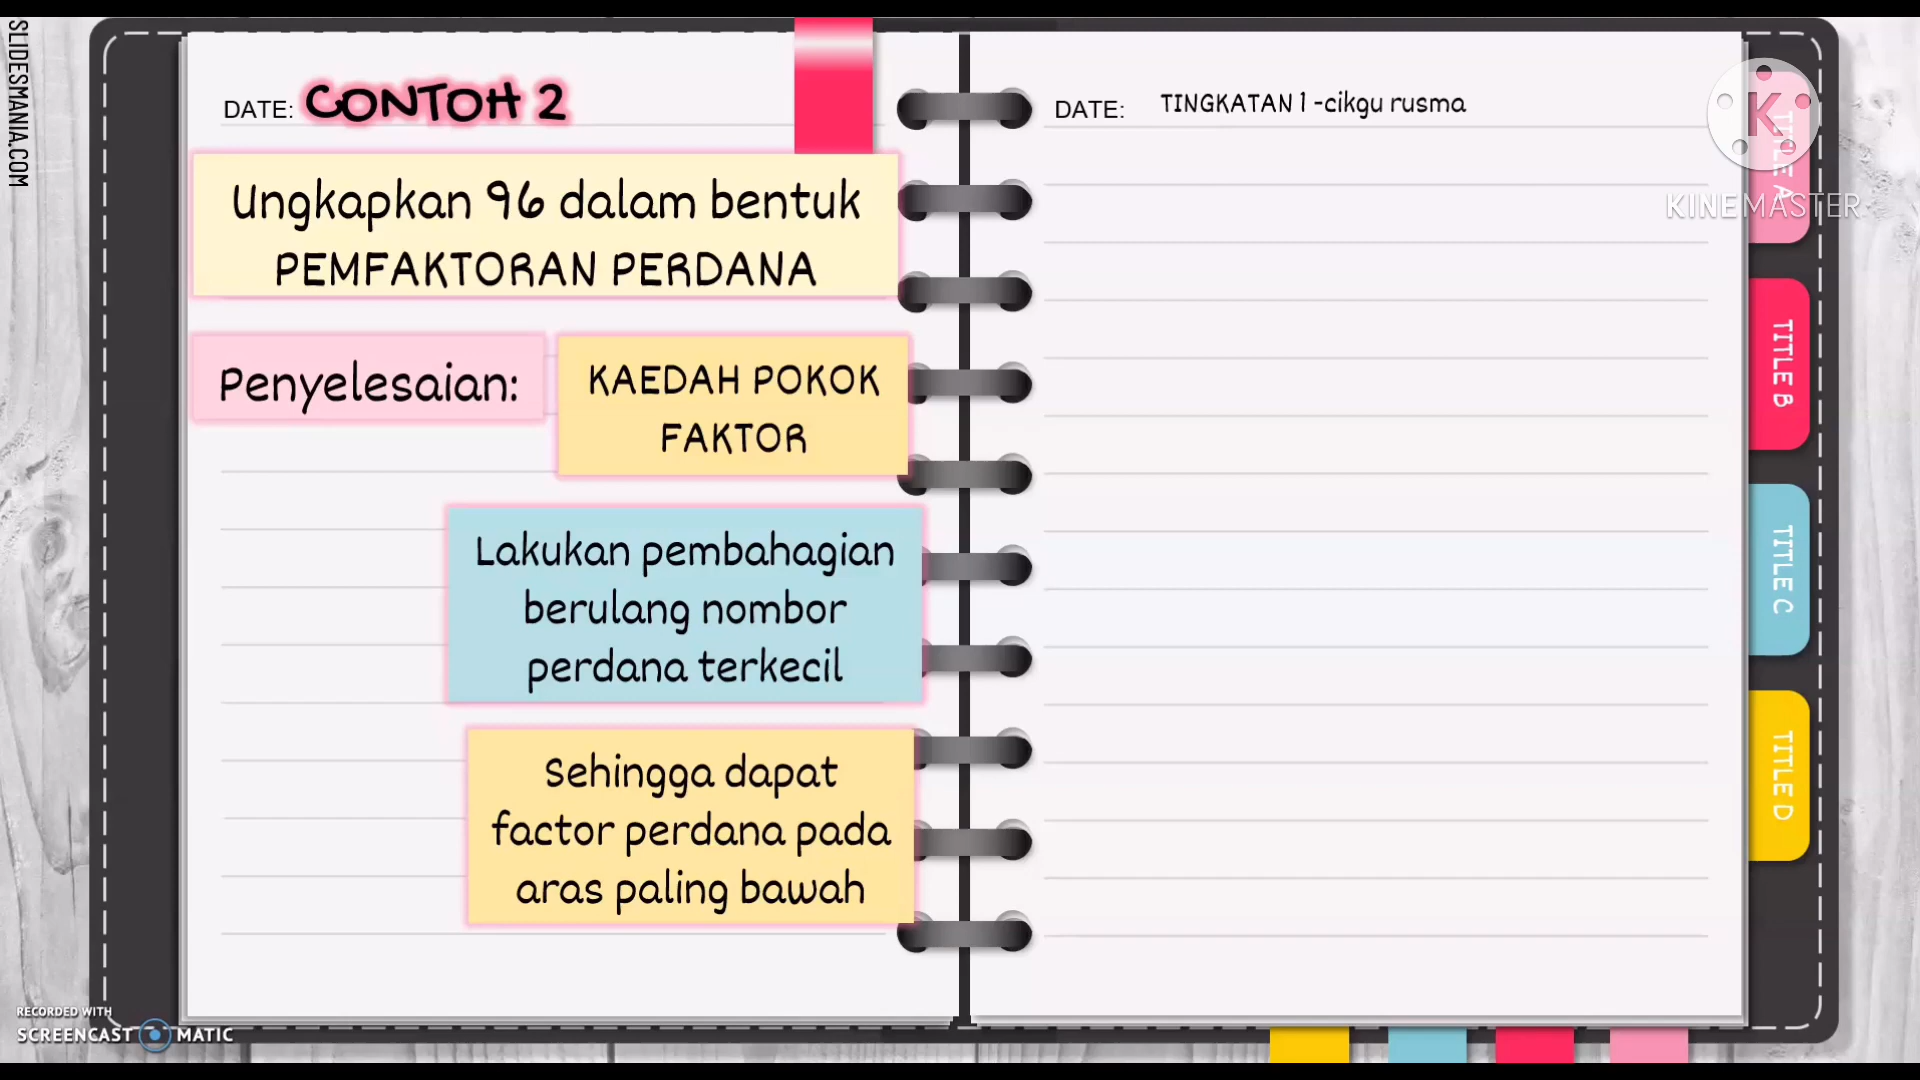 SLIDESMANIA.COM
DATE: CONTOH 2
Ungkapkan 96 dalam bentuk
PEMFAKTORAN PERDANA
Penyelesaian:
KAEDAH POKOK
FAKTOR
Lakukan pembahagian
berulang nombor
perdana terkecil
Sehingga dapat
factor perdana pada
aras paling bawah
DATE: TINGKATAN 1 -cikgu rusma
K
KINEMASTER
TITLE A
TITLE B
TITLE C
TITLE D
RECORDED WITH
SCREENCAST MATIC